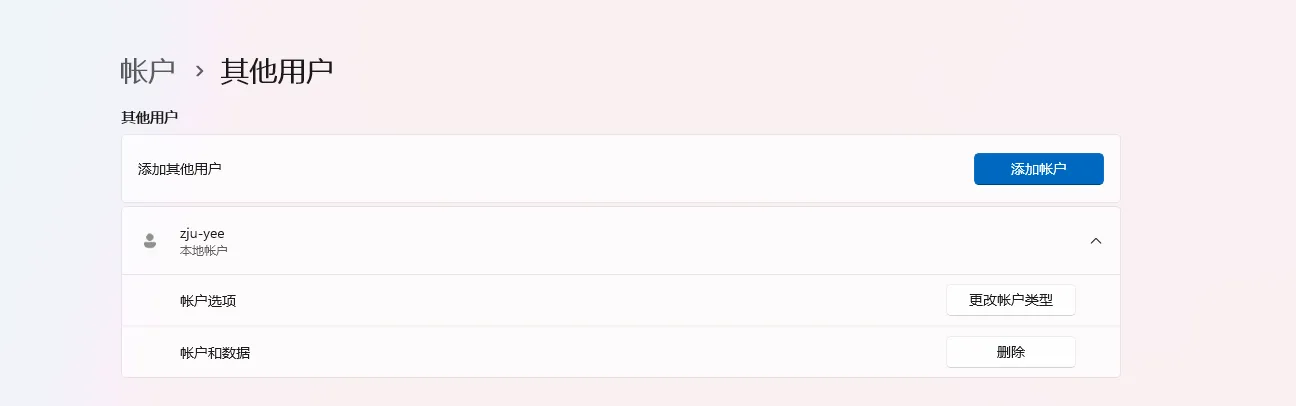 帐户 › 其他用户
其他用户
添加其他用户 添加帐户
zju-yee
本地帐户
帐户选项 更改帐户类型
帐户和数据 删除